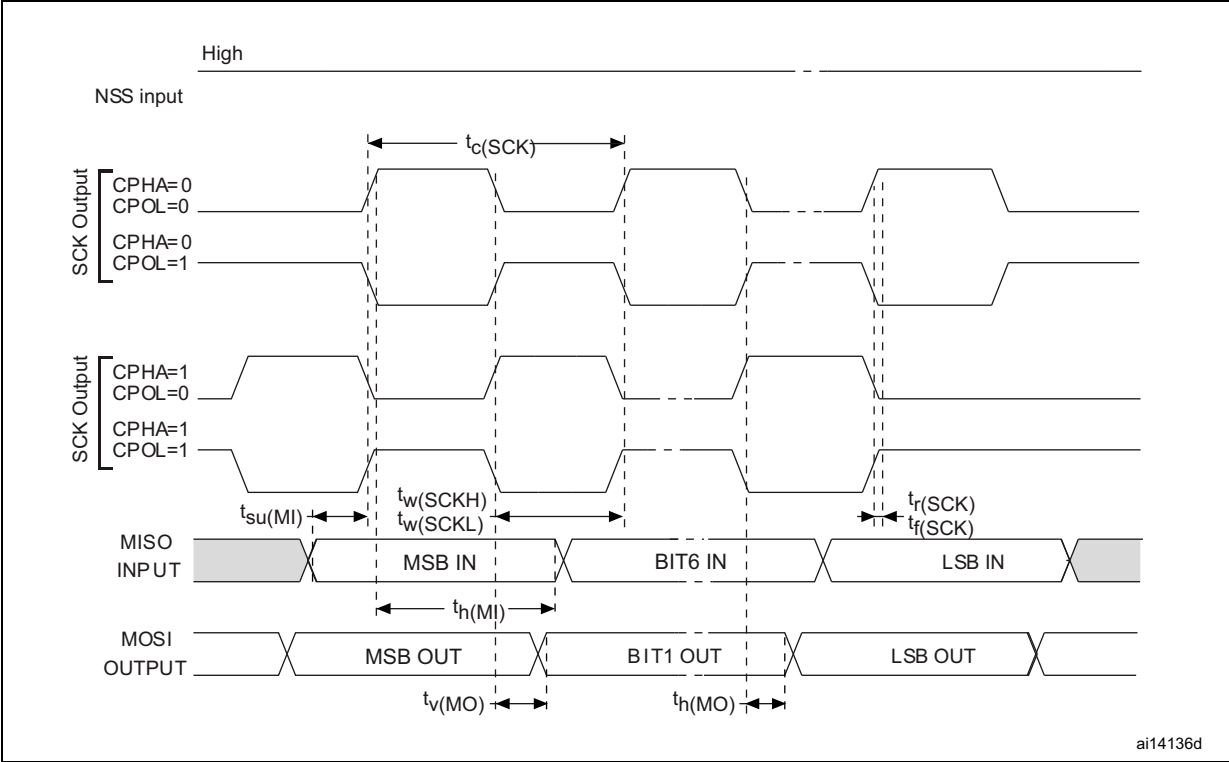 High
NSS input
tc(SCK)
SCK Output
CPHA=0
CPOL=0
CPHA=0
CPOL=1
SCK Output
CPHA=1
CPOL=0
CPHA=1
CPOL=1
tsu(MI)
tw(SCKH)
tw(SCKL)
tr(SCK)
tf(SCK)
MISO
INPUT
MSB IN
BIT6 IN
LSB IN
th(MI)
MOSI
OUTPUT
MSB OUT
BIT1 OUT
LSB OUT
tv(MO)
th(MO)
ai14136d